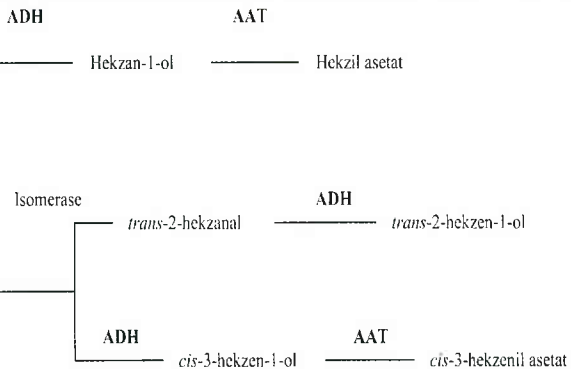 ADH AAT
Hekzan-1-ol Hekzil asetat
Isomerase ADH
trans-2-hekzanal trans-2-hekzen-1-ol
ADH AAT
cis-3-hekzen-1-ol cis-3-hekzenil asetat